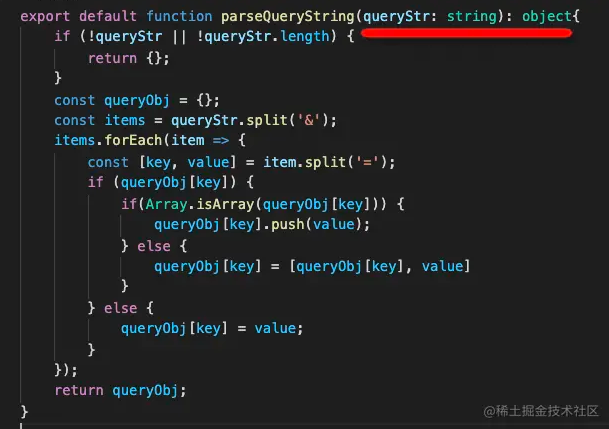 export default function parseQueryString(queryStr: string): object{
    if (!queryStr || !queryStr.length) {
        return {};
    }
    const queryObj = {};
    const items = queryStr.split('&');
    items.forEach(item => {
        const [key, value] = item.split('=');
        if (queryObj[key]) {
            if(Array.isArray(queryObj[key])) {
                queryObj[key].push(value);
            } else {
                queryObj[key] = [queryObj[key], value]
            }
        } else {
            queryObj[key] = value;
        }
    });
    return queryObj;
}
@稀土掘金技术社区